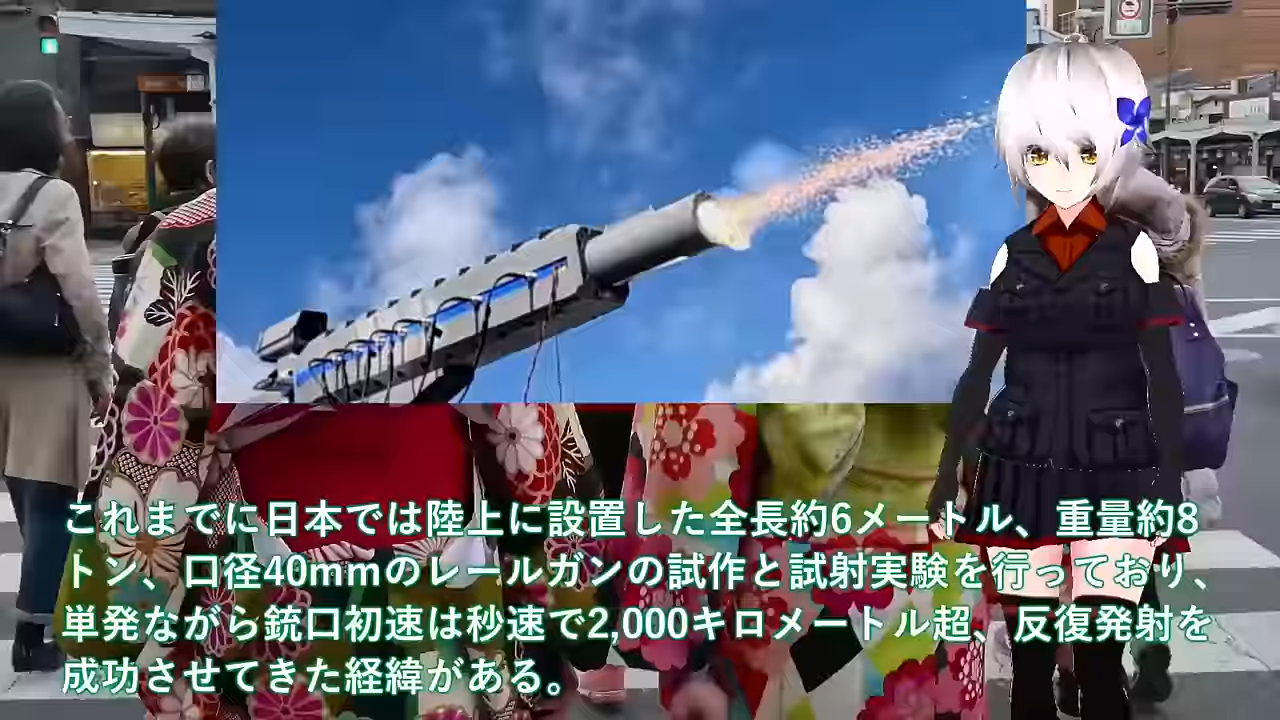 これまでに日本では陸上に設置した全長約6メートル、重量約8
トン、口径40mmのレールガンの試作と試射実験を行っており、
単発ながら銃口初速は秒速で2,000キロメートル超、反復発射を
成功させてきた経緯がある。